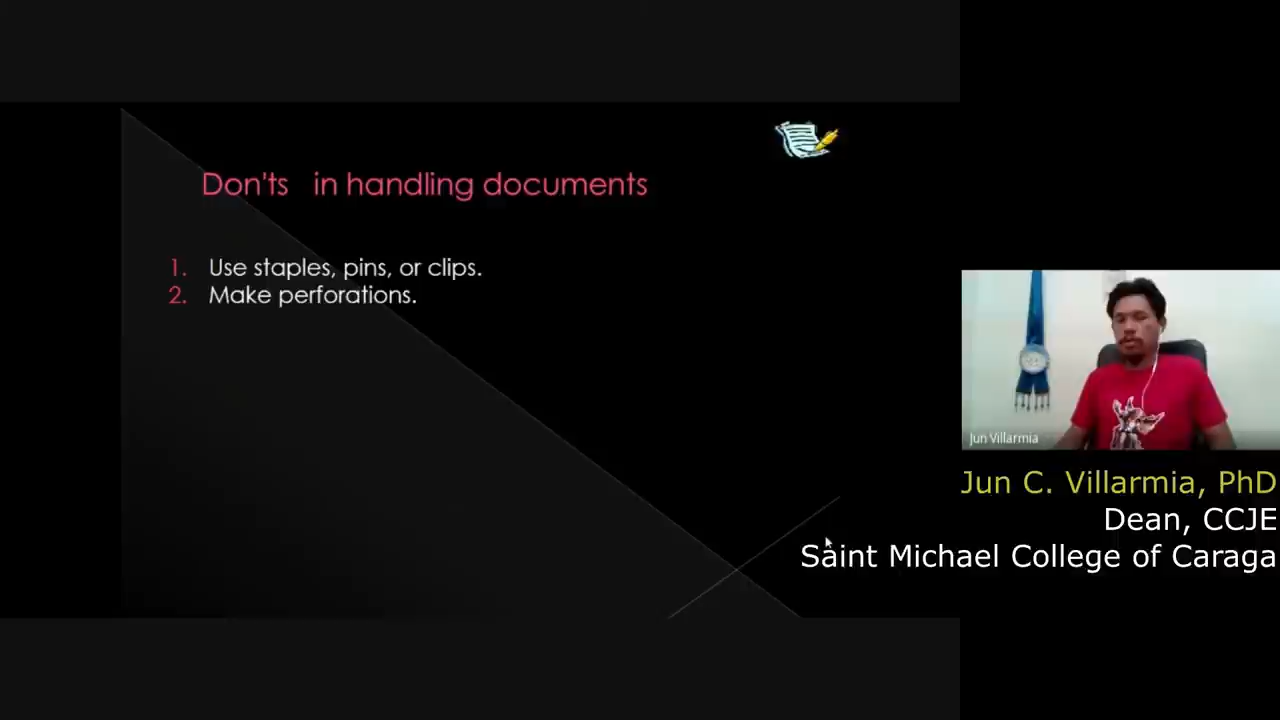 Don'ts in handling documents
1. Use staples, pins, or clips.
2. Make perforations.
Jun Villarmia
Jun C. Villarmia, PhD
Dean, CCJE
Saint Michael College of Caraga